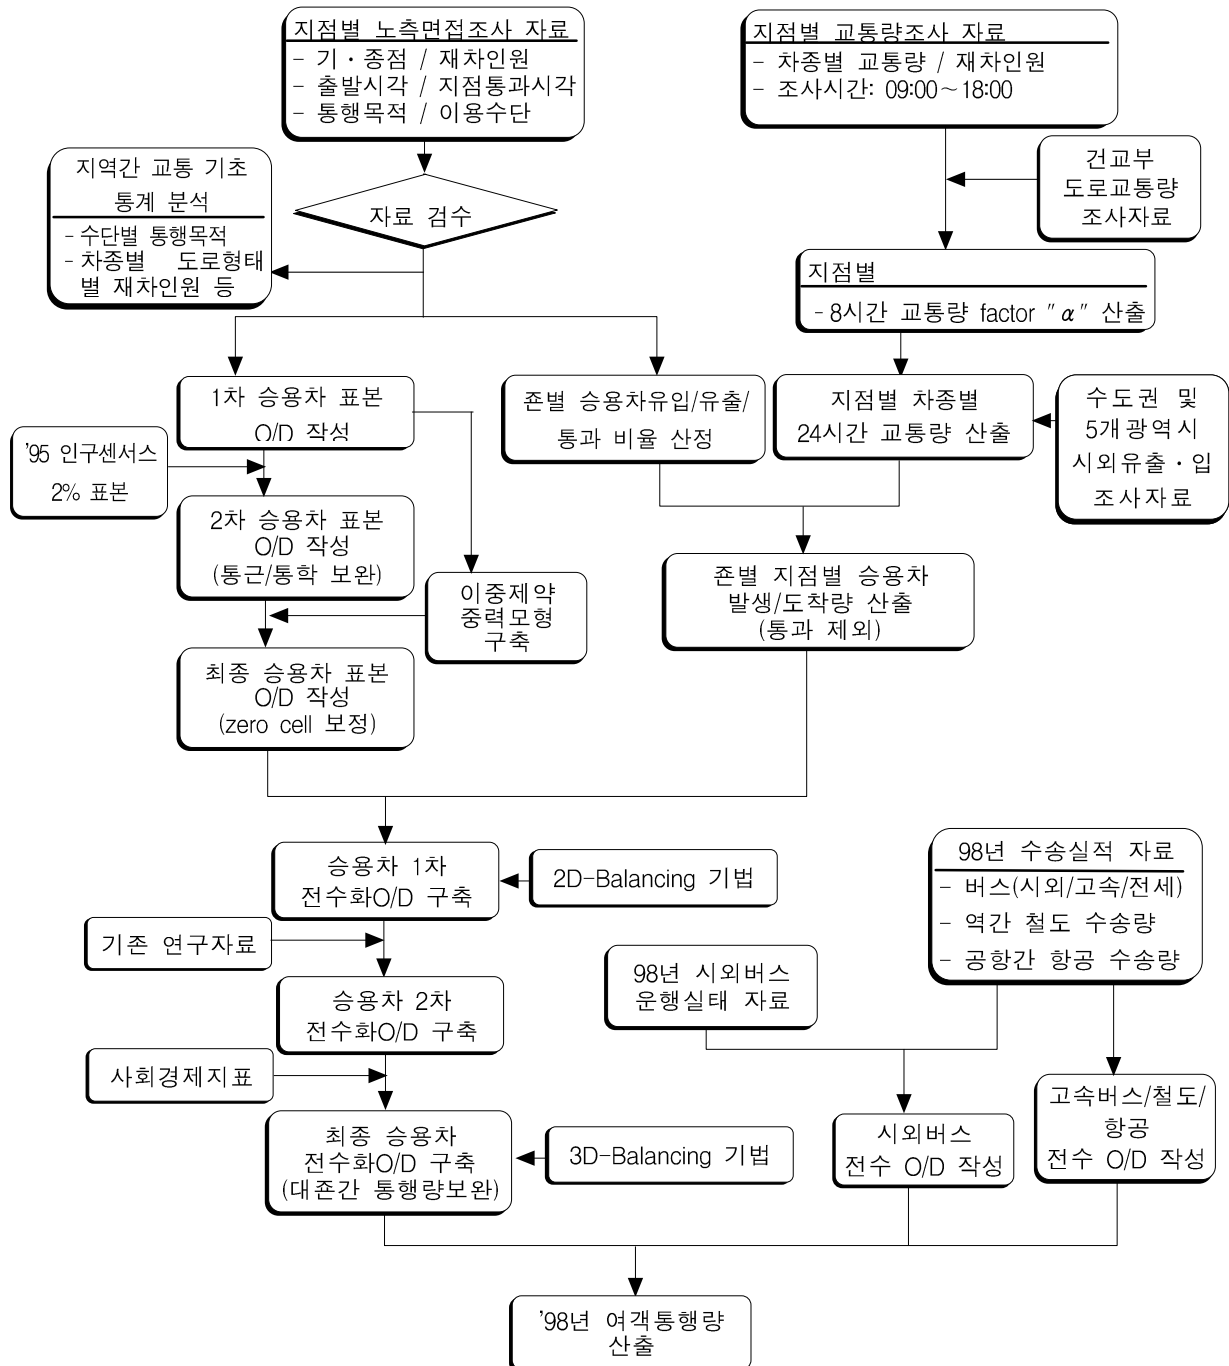 지점별 노측면접조사 자료
- 기·종점 / 재차인원
- 출발시각 / 지점통과시각
- 통행목적 / 이용수단
지점별 교통량조사 자료
- 차종별 교통량 / 재차인원
- 조사시간: 09:00~18:00
지역간 교통 기초
통계 분석
- 수단별 통행목적
- 차종별 도로형태
별 재차인원 등
자료 검수
건교부
도로교통량
조사자료
지점별
- 8시간 교통량 factor "α" 산출
1차 승용차 표본
O/D 작성
존별 승용차유입/유출/
통과 비율 산정
지점별 차종별
24시간 교통량 산출
수도권 및
5개광역시
시외유출·입
조사자료
'95 인구센서스
2% 표본
2차 승용차 표본
O/D 작성
(통근/통학 보완)
이중제약
중력모형
구축
존별 지점별 승용차
발생/도착량 산출
(통과 제외)
최종 승용차 표본
O/D 작성
(zero cell 보정)
승용차 1차
전수화O/D 구축
2D-Balancing 기법
98년 수송실적 자료
- 버스(시외/고속/전세)
- 역간 철도 수송량
- 공항간 항공 수송량
기존 연구자료
98년 시외버스
운행실태 자료
승용차 2차
전수화O/D 구축
사회경제지표
최종 승용차
전수화O/D 구축
(대죤간 통행량보완)
3D-Balancing 기법
시외버스
전수 O/D 작성
고속버스/철도/
항공
전수 O/D 작성
'98년 여객통행량
산출